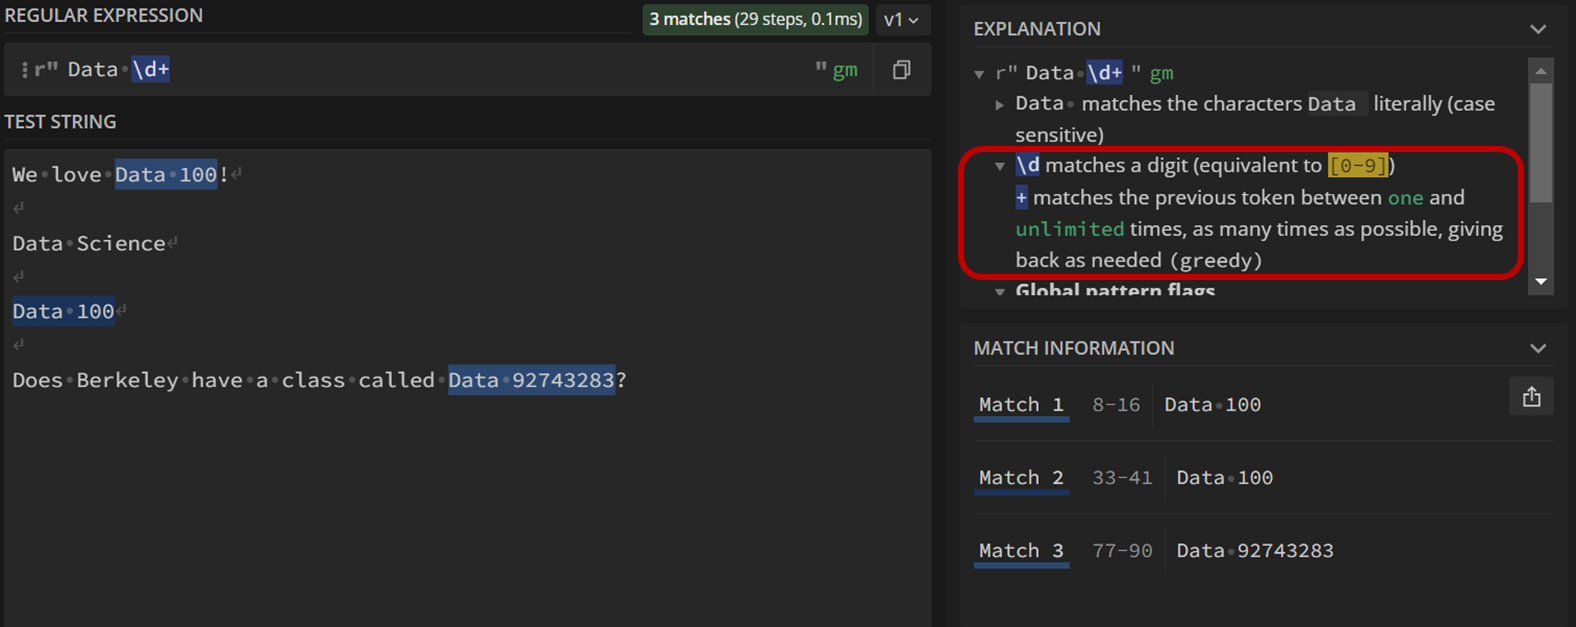 REGULAR EXPRESSION
3 matches (29 steps, 0.1ms)
v1
r" Data·\d+ " gm
TEST STRING
We·love·Data·100!↵
↵
Data·Science↵
↵
Data·100↵
↵
Does·Berkeley·have·a·class·called·Data·92743283?
EXPLANATION
r" Data·\d+ " gm
Data· matches the characters Data literally (case
sensitive)
\d matches a digit (equivalent to [0-9])
+ matches the previous token between one and
unlimited times, as many times as possible, giving
back as needed (greedy)
Global pattern flags
MATCH INFORMATION
Match 1 8-16 Data·100
Match 2 33-41 Data·100
Match 3 77-90 Data·92743283